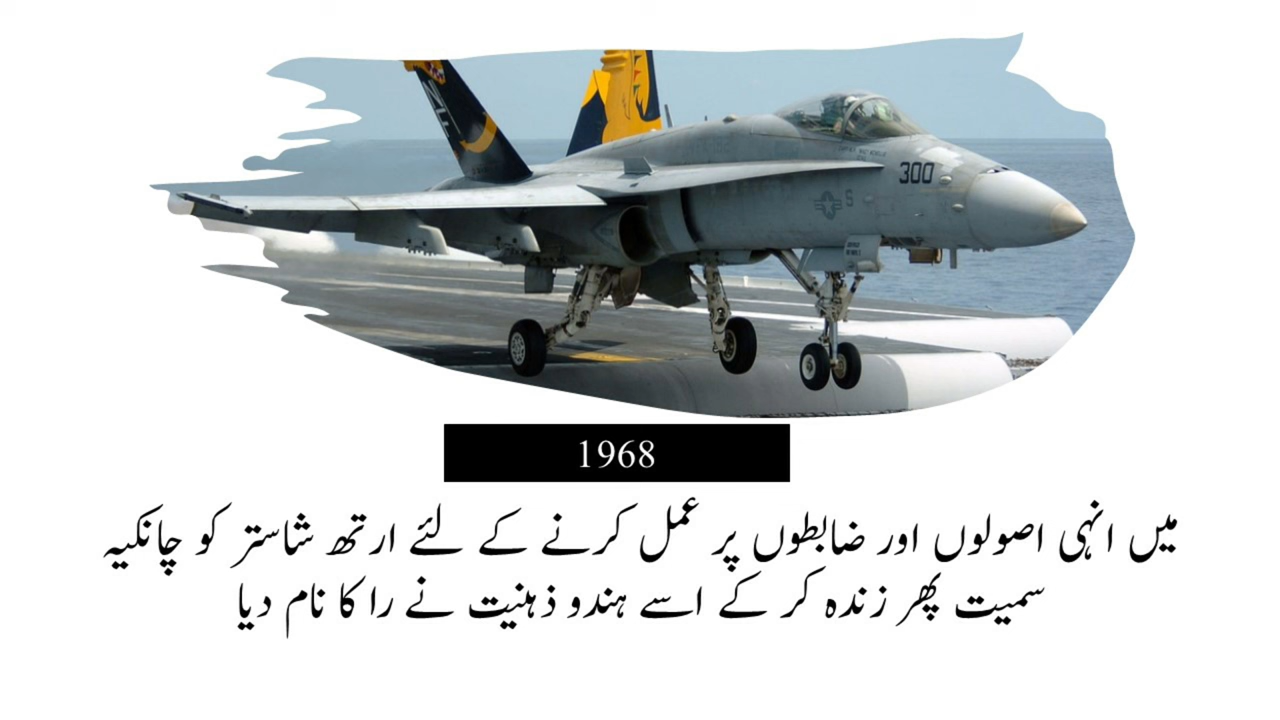 300
1968
میں انہی اصولوں اور ضابطوں پر عمل کرنے کے لئے ارتھ شاستر کو چانکیہ
سمیت پھر زندہ کر کے اسے ہندو ذہنیت نے را کا نام دیا